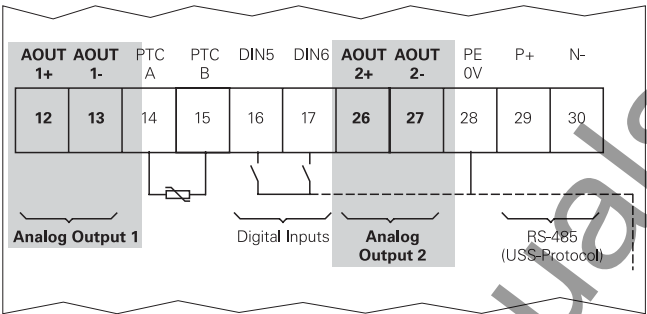 AOUT AOUT PTC PTC DIN5 DIN6 AOUT AOUT PE P+ N-
1+ 1- A B 2+ 2- 0V
12 13 14 15 16 17 26 27 28 29 30
Analog Output 1 Digital Inputs Analog RS-485
Output 2 (USS-Protocol)
uals